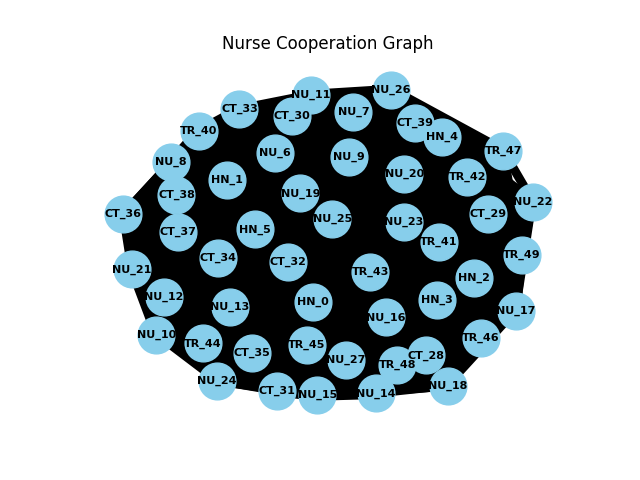 Nurse Cooperation Graph
NU_26
NU_11
CT_33
NU_7
CT_30
CT_39
TR_40
HN_4
TR_47
NU_6
NU_9
NU_8
NU_20
TR_42
HN_1
NU_19
CT_38
NU_22
CT_36
CT_29
NU_25
NU_23
HN_5
CT_37
TR_41
TR_49
CT_34
CT_32
NU_21
TR_43
HN_2
NU_12
HN_3
HN_0
NU_13
NU_17
NU_16
NU_10
TR_46
TR_44
TR_45
CT_35
CT_28
NU_27
TR_48
NU_24
NU_18
CT_31
NU_14
NU_15